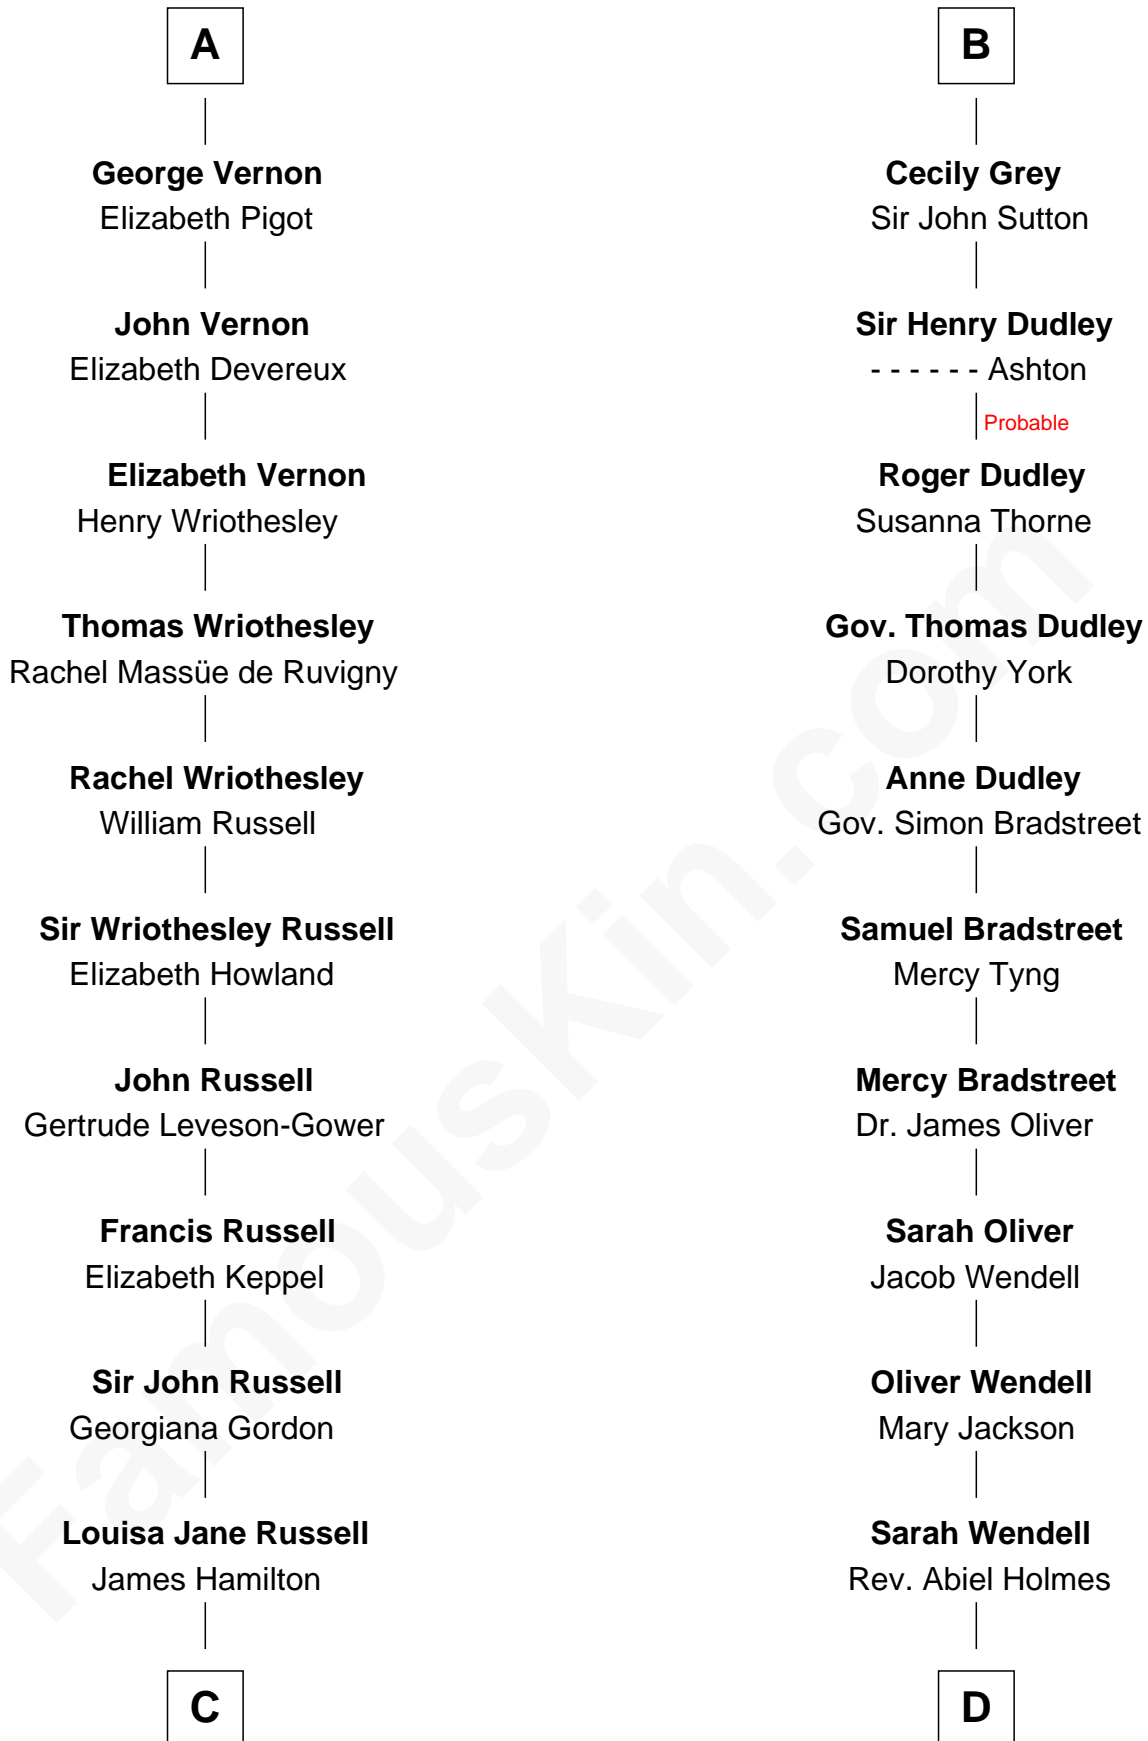 A
George Vernon
Elizabeth Pigot
John Vernon
Elizabeth Devereux
Elizabeth Vernon
Henry Wriothesley
Thomas Wriothesley
Rachel Massüe de Ruvigny
Rachel Wriothesley
William Russell
Sir Wriothesley Russell
Elizabeth Howland
John Russell
Gertrude Leveson-Gower
Francis Russell
Elizabeth Keppel
Sir John Russell
Georgiana Gordon
Louisa Jane Russell
James Hamilton
C
B
Cecily Grey
Sir John Sutton
Sir Henry Dudley
- - - - - - Ashton
Probable
Roger Dudley
Susanna Thorne
Gov. Thomas Dudley
Dorothy York
Anne Dudley
Gov. Simon Bradstreet
Samuel Bradstreet
Mercy Tyng
Mercy Bradstreet
Dr. James Oliver
Sarah Oliver
Jacob Wendell
Oliver Wendell
Mary Jackson
Sarah Wendell
Rev. Abiel Holmes
D
FamousKin.com